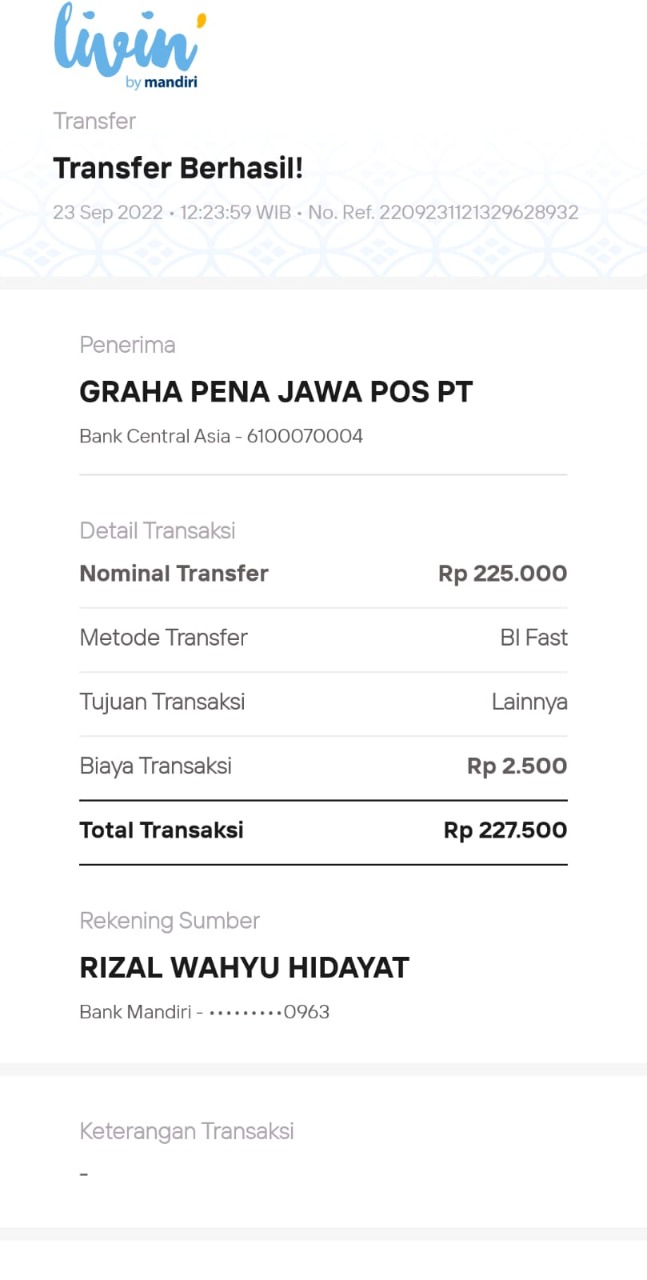 livin'
by mandiri
Transfer
Transfer Berhasil!
23 Sep 2022 • 12:23:59 WIB • No. Ref. 2209231121329628932
Penerima
GRAHA PENA JAWA POS PT
Bank Central Asia - 6100070004
Detail Transaksi
Nominal Transfer Rp 225.000
Metode Transfer BI Fast
Tujuan Transaksi Lainnya
Biaya Transaksi Rp 2.500
Total Transaksi Rp 227.500
Rekening Sumber
RIZAL WAHYU HIDAYAT
Bank Mandiri - •••••••••0963
Keterangan Transaksi
-